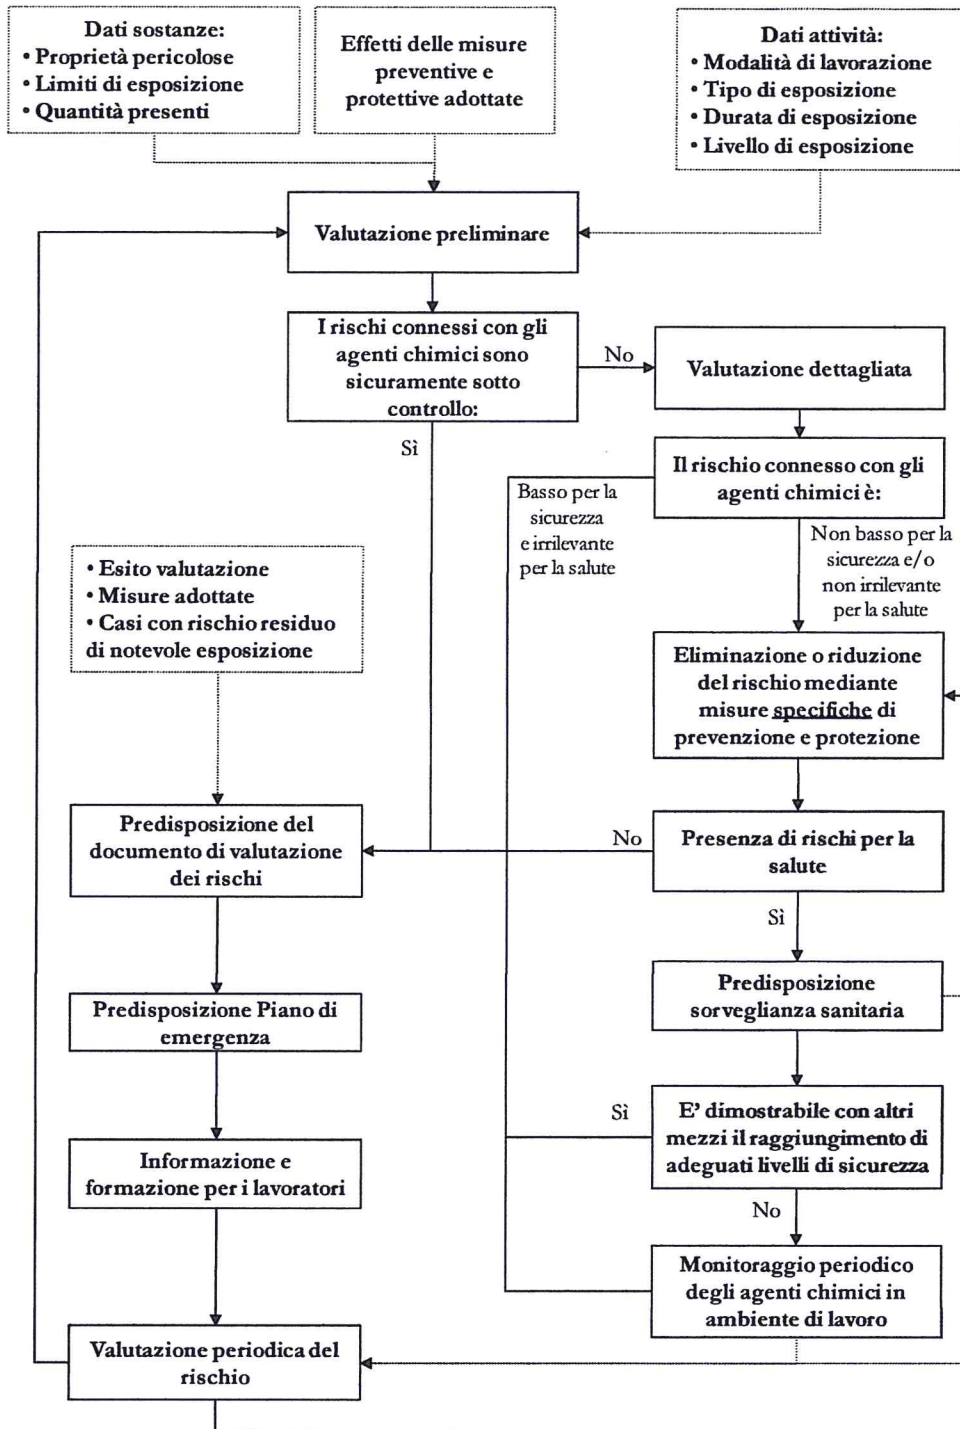 Dati sostanze:
• Proprietà pericolose
• Limiti di esposizione
• Quantità presenti
Effetti delle misure
preventive e
protettive adottate
Dati attività:
• Modalità di lavorazione
• Tipo di esposizione
• Durata di esposizione
• Livello di esposizione
Valutazione preliminare
I rischi connessi con gli
agenti chimici sono
sicuramente sotto
controllo:
No
Valutazione dettagliata
Sì
Il rischio connesso con gli
agenti chimici è:
Basso per la
sicurezza
e irrilevante
per la salute
Non basso per la
sicurezza e/o
non irrilevante
per la salute
• Esito valutazione
• Misure adottate
• Casi con rischio residuo
di notevole esposizione
Eliminazione o riduzione
del rischio mediante
misure specifiche di
prevenzione e protezione
Predisposizione del
documento di valutazione
dei rischi
No
Presenza di rischi per la
salute
Sì
Predisposizione
sorveglianza sanitaria
Predisposizione Piano di
emergenza
Sì
E' dimostrabile con altri
mezzi il raggiungimento di
adeguati livelli di sicurezza
Informazione e
formazione per i lavoratori
No
Monitoraggio periodico
degli agenti chimici in
ambiente di lavoro
Valutazione periodica del
rischio